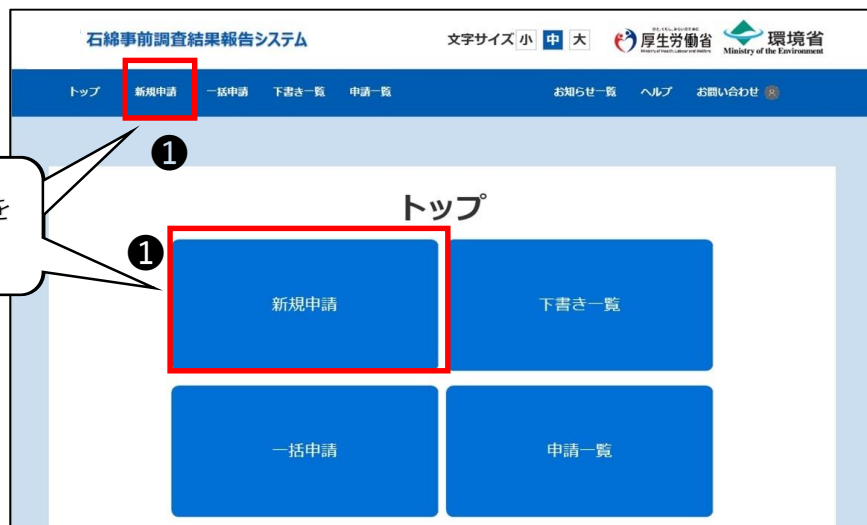 石綿事前調査結果報告システム
文字サイズ 小 中 大
厚生労働省
環境省
Ministry of the Environment
トップ 新規申請 一括申請 下書き一覧 申請一覧 お知らせ一覧 ヘルプ お問い合わせ
❶
を
トップ
❶
新規申請 下書き一覧
一括申請 申請一覧